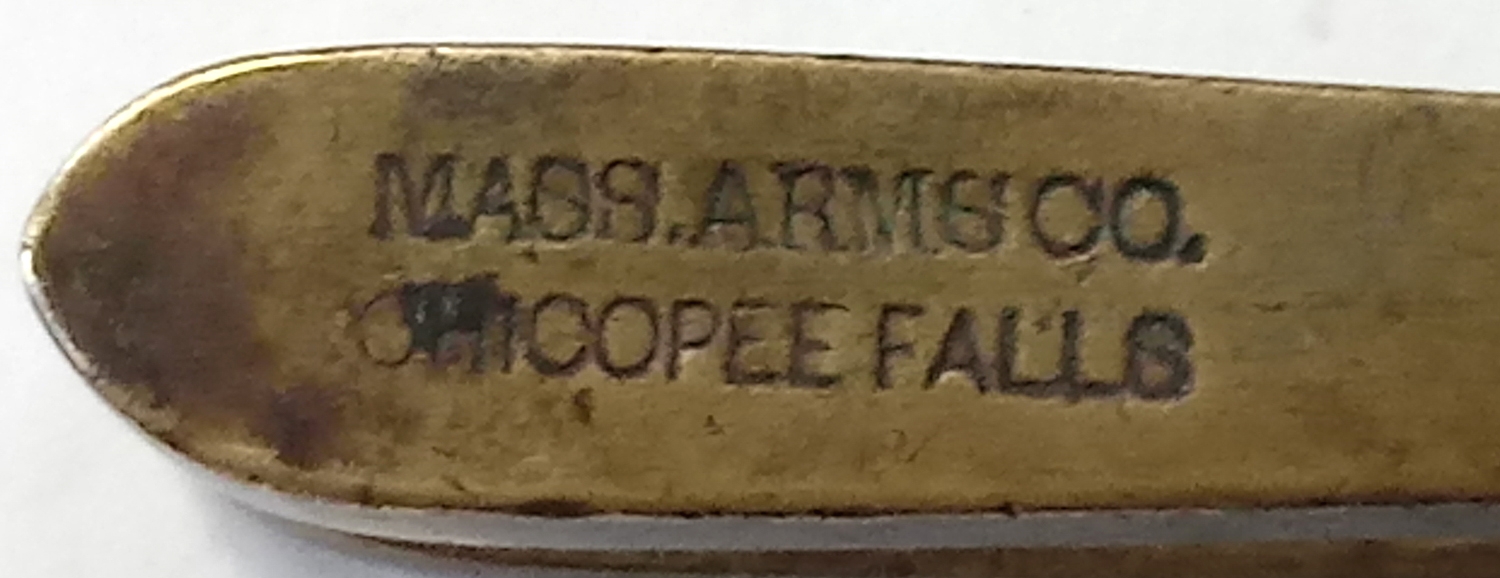 MASS. ARMS CO.
CHICOPEE FALLS